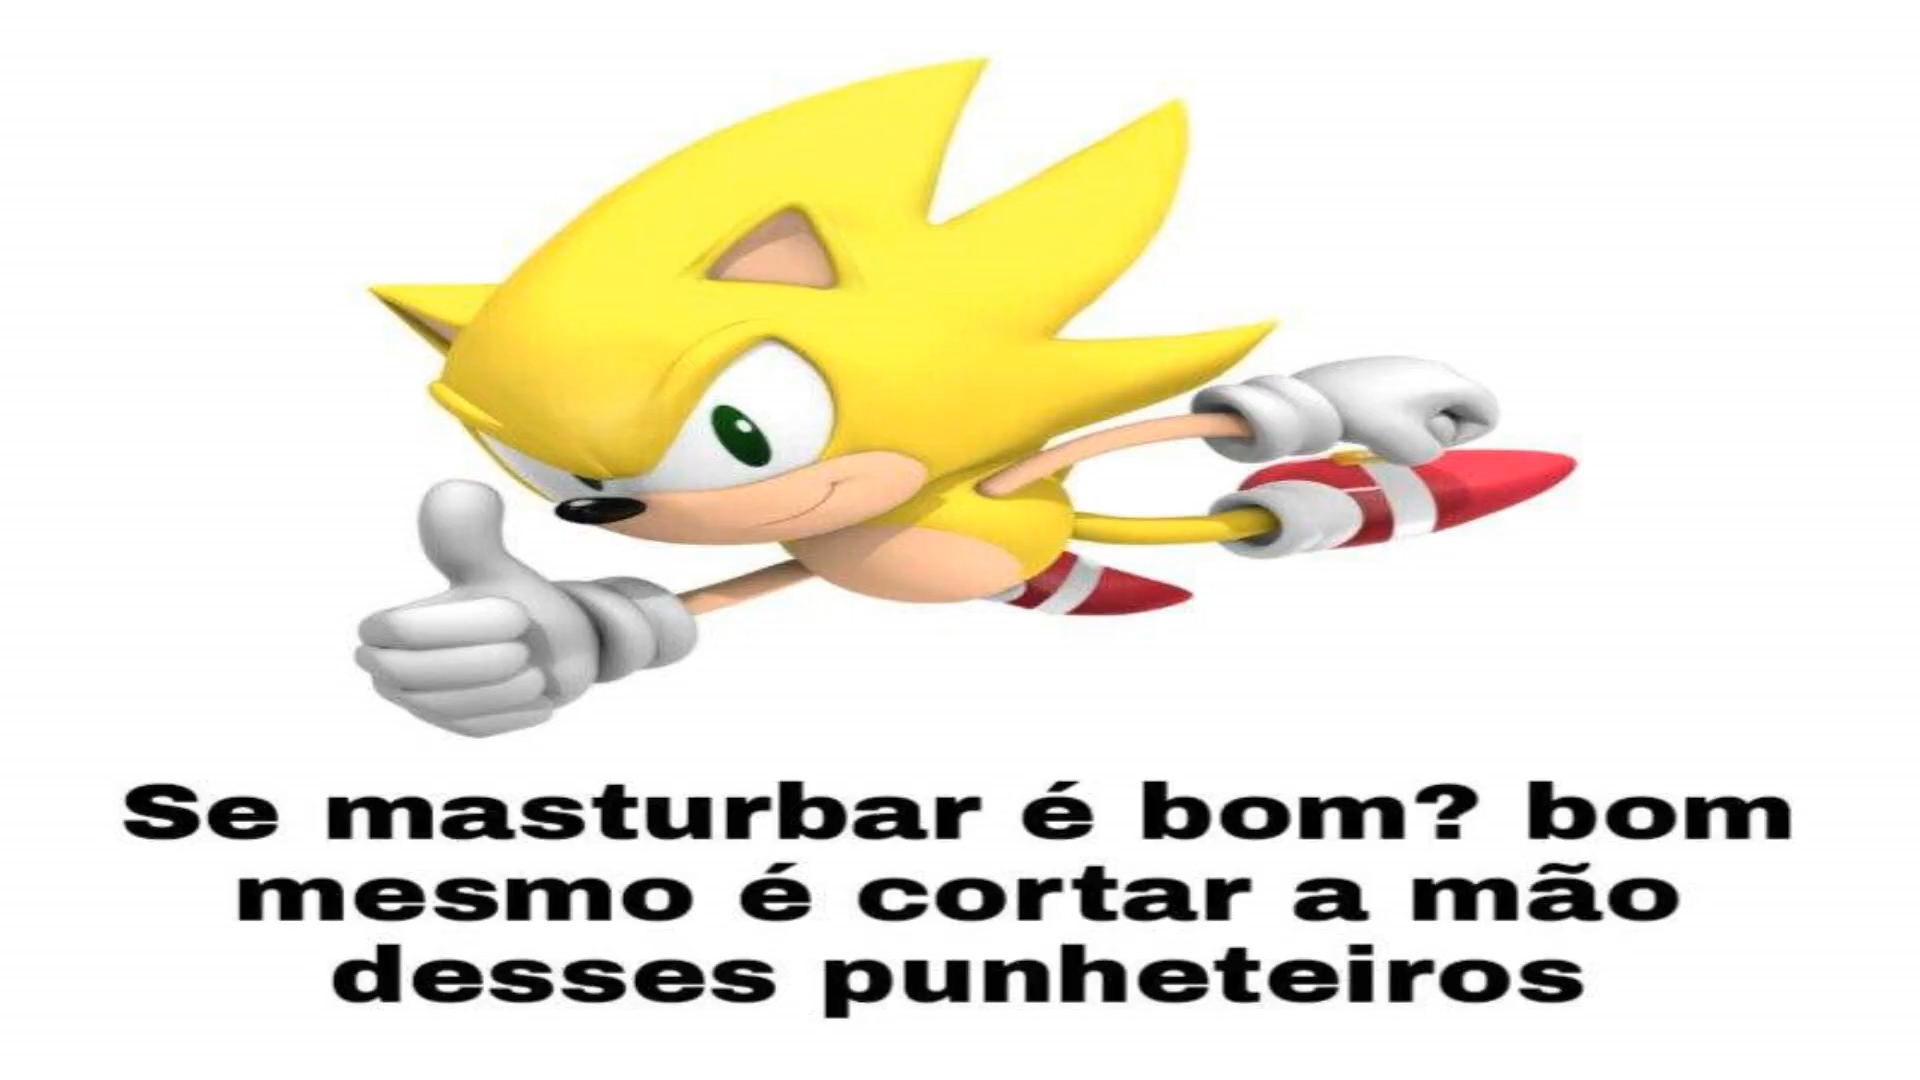 Se masturbar é bom? bom
mesmo é cortar a mão
desses punheteiros